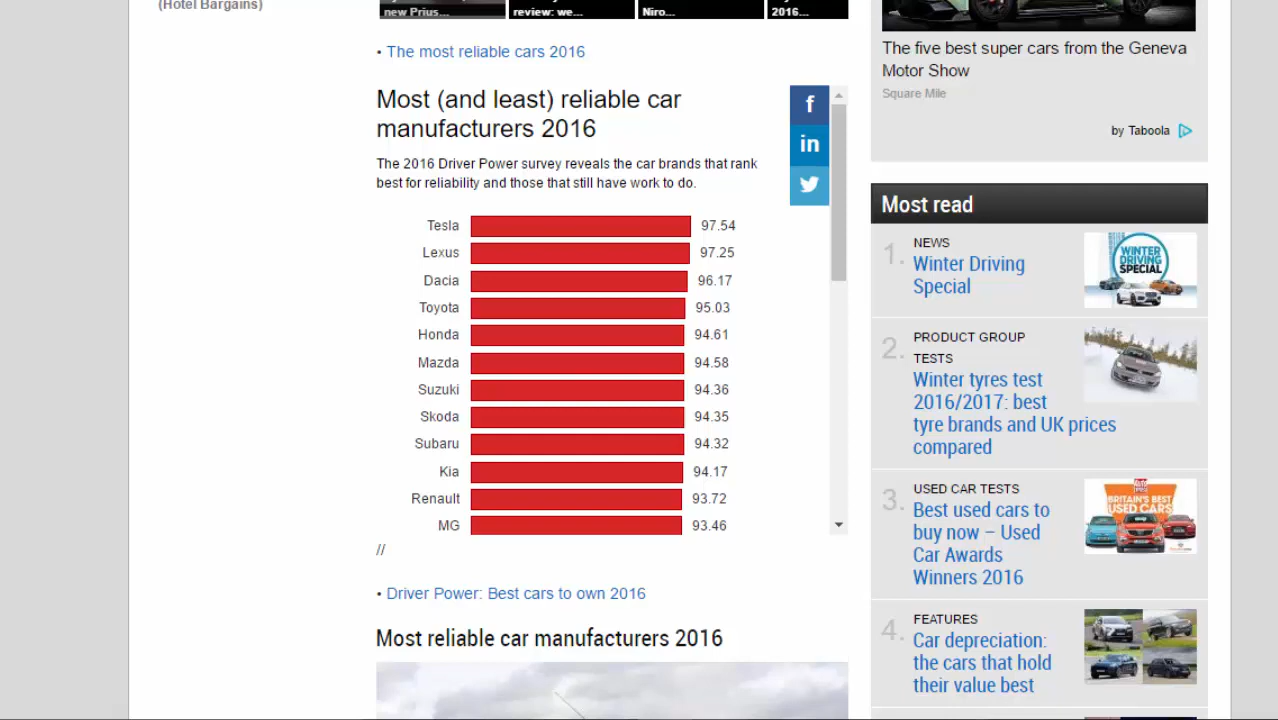 (Hotel Bargains)
new Prius...
review: we...
Niro...
2016...
• The most reliable cars 2016
Most (and least) reliable car
manufacturers 2016
The 2016 Driver Power survey reveals the car brands that rank
best for reliability and those that still have work to do.
f
in
Tesla 97.54
Lexus 97.25
Dacia 96.17
Toyota 95.03
Honda 94.61
Mazda 94.58
Suzuki 94.36
Skoda 94.35
Subaru 94.32
Kia 94.17
Renault 93.72
MG 93.46
//
• Driver Power: Best cars to own 2016
Most reliable car manufacturers 2016
The five best super cars from the Geneva
Motor Show
Square Mile
by Taboola
Most read
1.
NEWS
Winter Driving
Special
WINTER
DRIVING
SPECIAL
2.
PRODUCT GROUP
TESTS
Winter tyres test
2016/2017: best
tyre brands and UK prices
compared
3.
USED CAR TESTS
Best used cars to
buy now – Used
Car Awards
Winners 2016
BRITAIN'S BEST
USED CARS
4.
FEATURES
Car depreciation:
the cars that hold
their value best